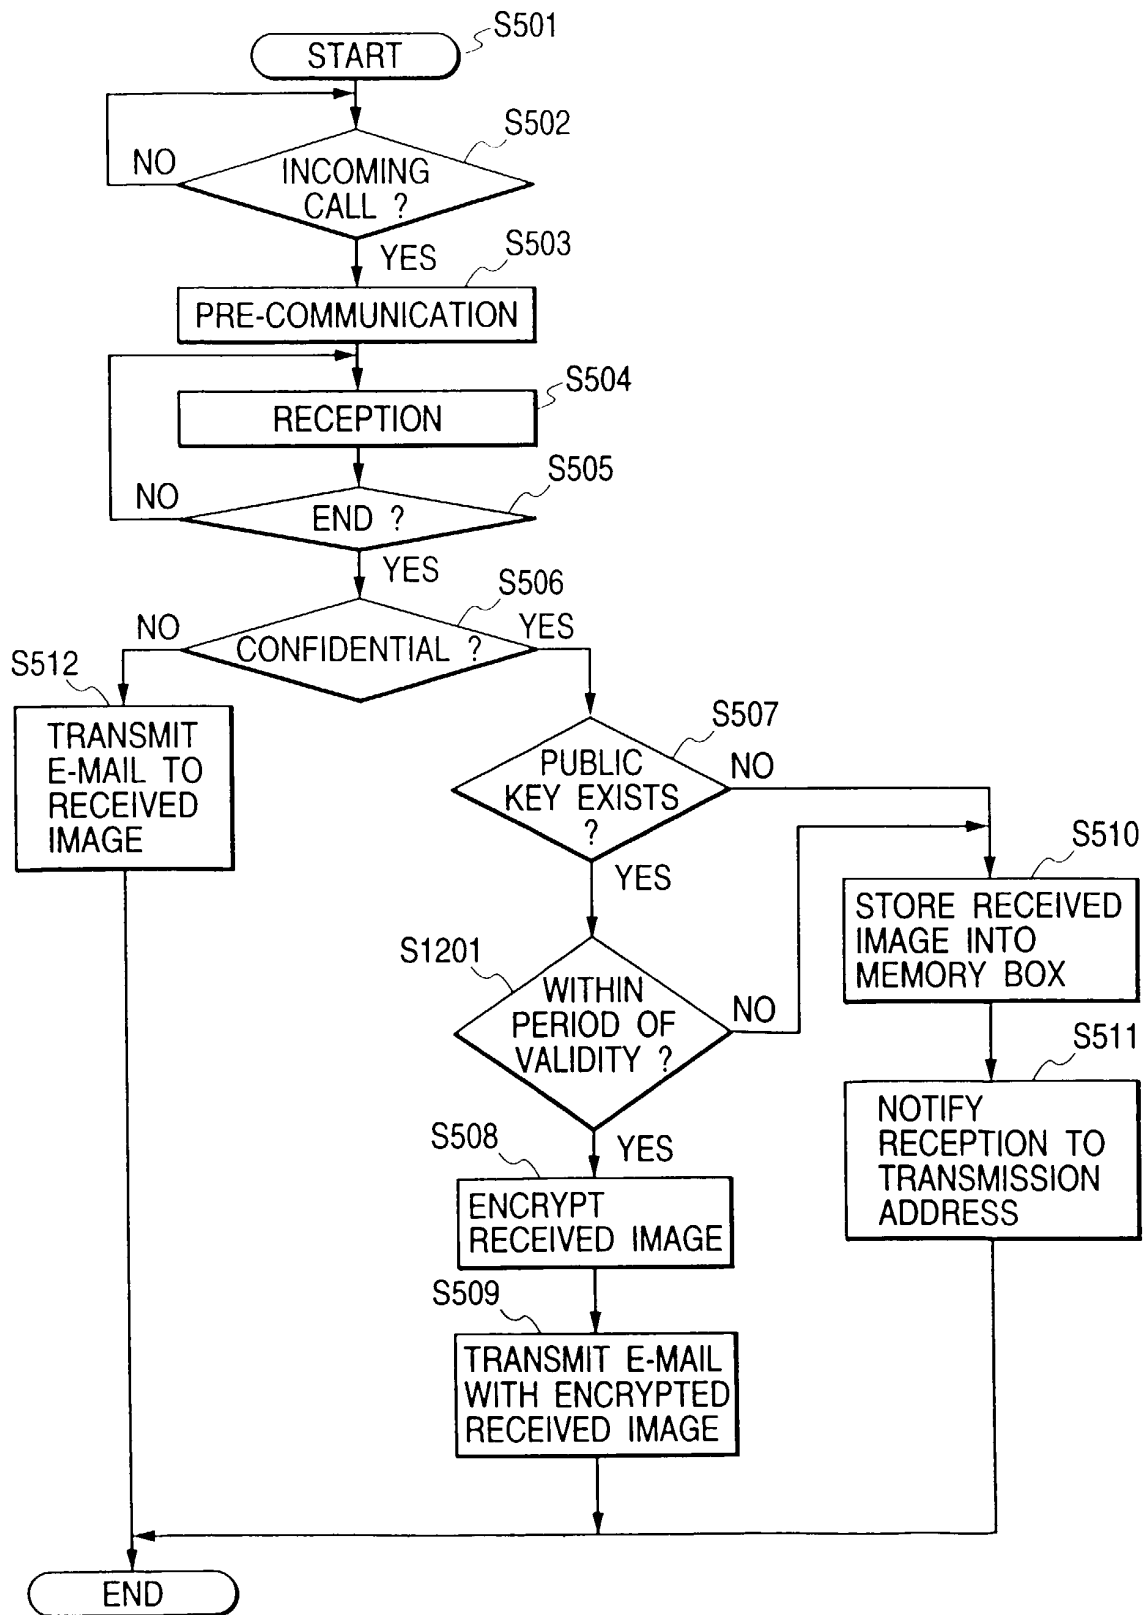 S501
START
S502
NO
INCOMING
CALL ?
YES
S503
PRE-COMMUNICATION
S504
RECEPTION
S505
NO
END ?
YES
S506
NO
CONFIDENTIAL ?
YES
S512
TRANSMIT
E-MAIL TO
RECEIVED
IMAGE
S507
PUBLIC
KEY EXISTS
?
NO
YES
S510
STORE RECEIVED
IMAGE INTO
MEMORY BOX
S1201
WITHIN
PERIOD OF
VALIDITY ?
NO
YES
S511
NOTIFY
RECEPTION TO
TRANSMISSION
ADDRESS
S508
ENCRYPT
RECEIVED IMAGE
S509
TRANSMIT E-MAIL
WITH ENCRYPTED
RECEIVED IMAGE
END